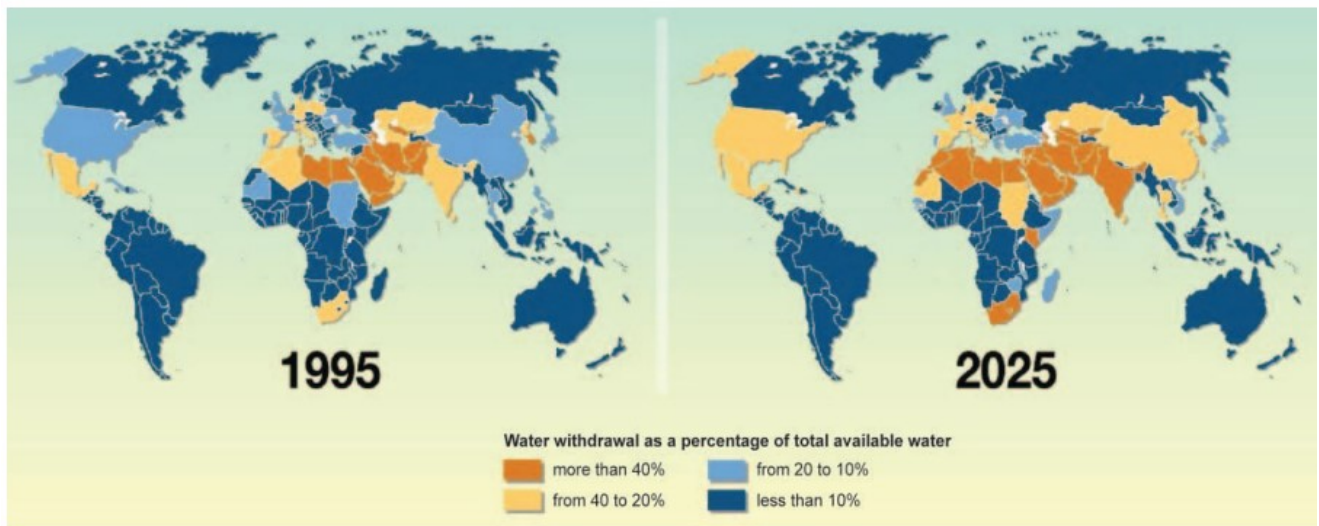 1995
2025
Water withdrawal as a percentage of total available water
more than 40%
from 20 to 10%
from 40 to 20%
less than 10%